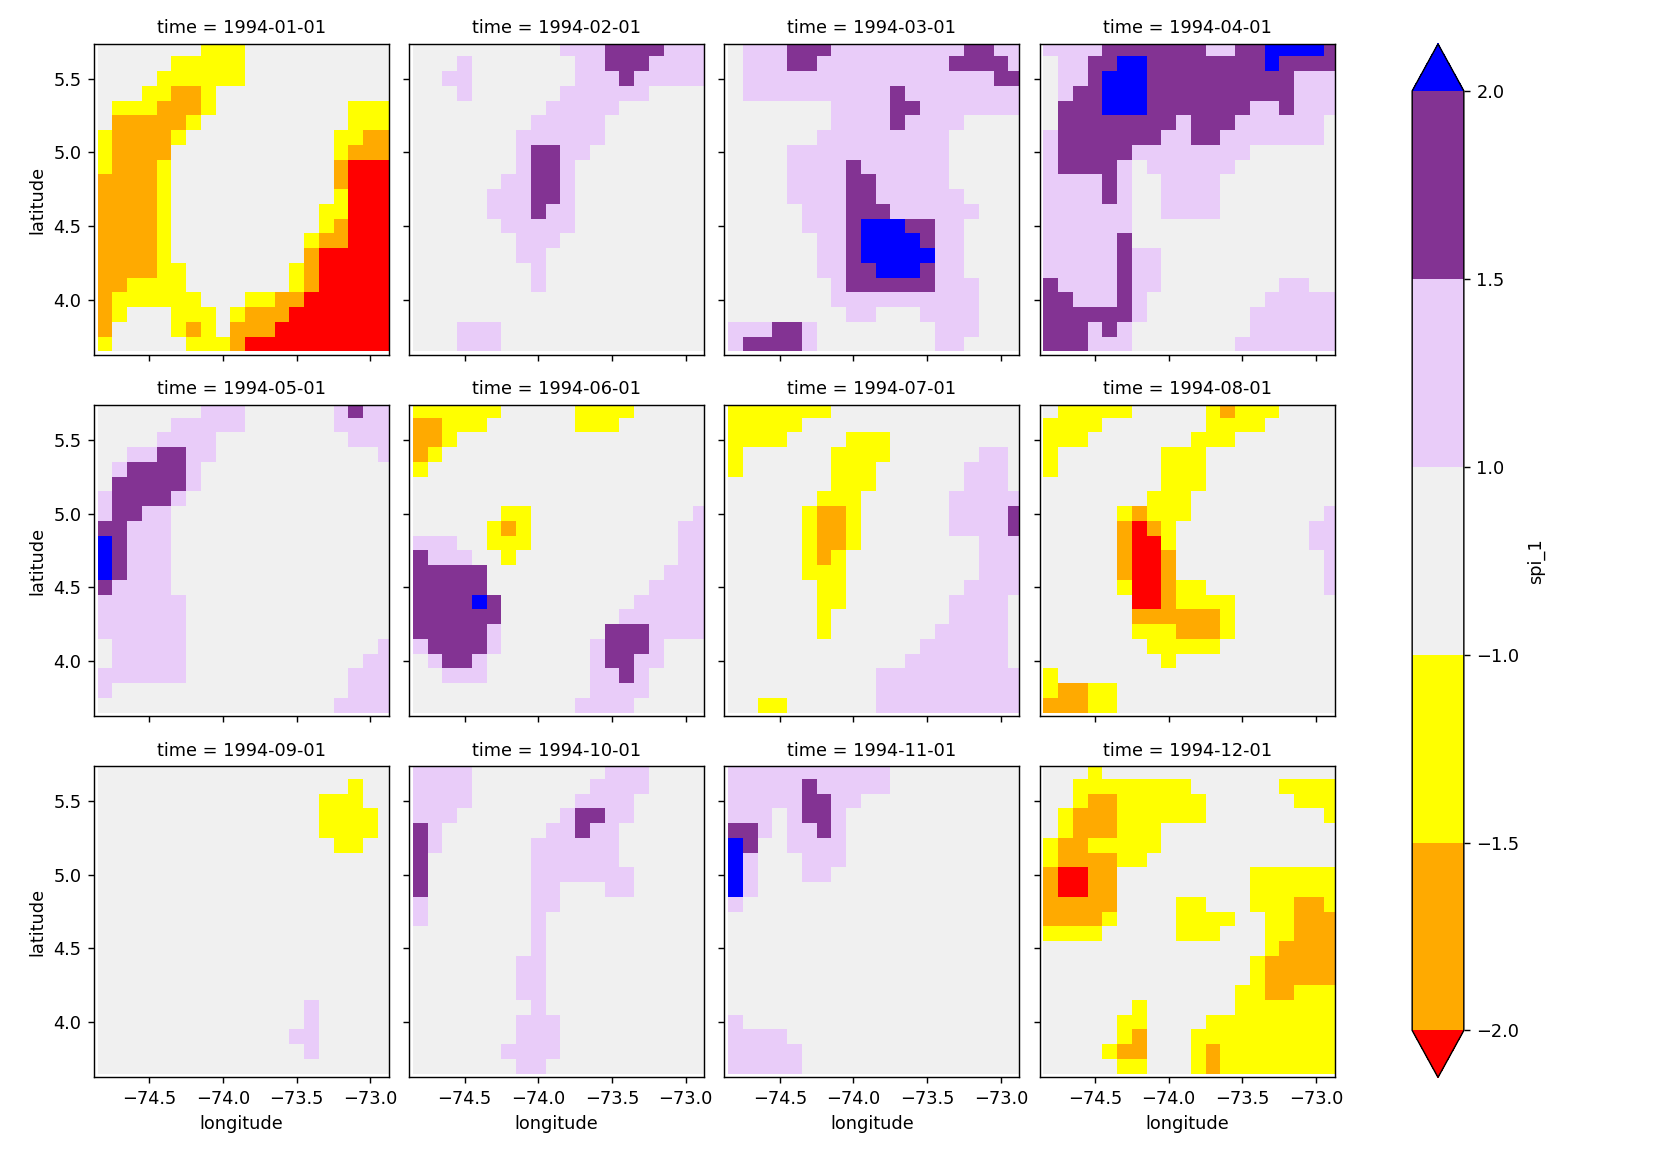 time = 1994-01-01
time = 1994-02-01
time = 1994-03-01
time = 1994-04-01
5.5
5.0
4.5
4.0
latitude
time = 1994-05-01
time = 1994-06-01
time = 1994-07-01
time = 1994-08-01
5.5
5.0
4.5
4.0
latitude
time = 1994-09-01
time = 1994-10-01
time = 1994-11-01
time = 1994-12-01
5.5
5.0
4.5
4.0
latitude
−74.5 −74.0 −73.5 −73.0
longitude
−74.5 −74.0 −73.5 −73.0
longitude
−74.5 −74.0 −73.5 −73.0
longitude
−74.5 −74.0 −73.5 −73.0
longitude
2.0
1.5
1.0
−1.0
−1.5
−2.0
spi_1